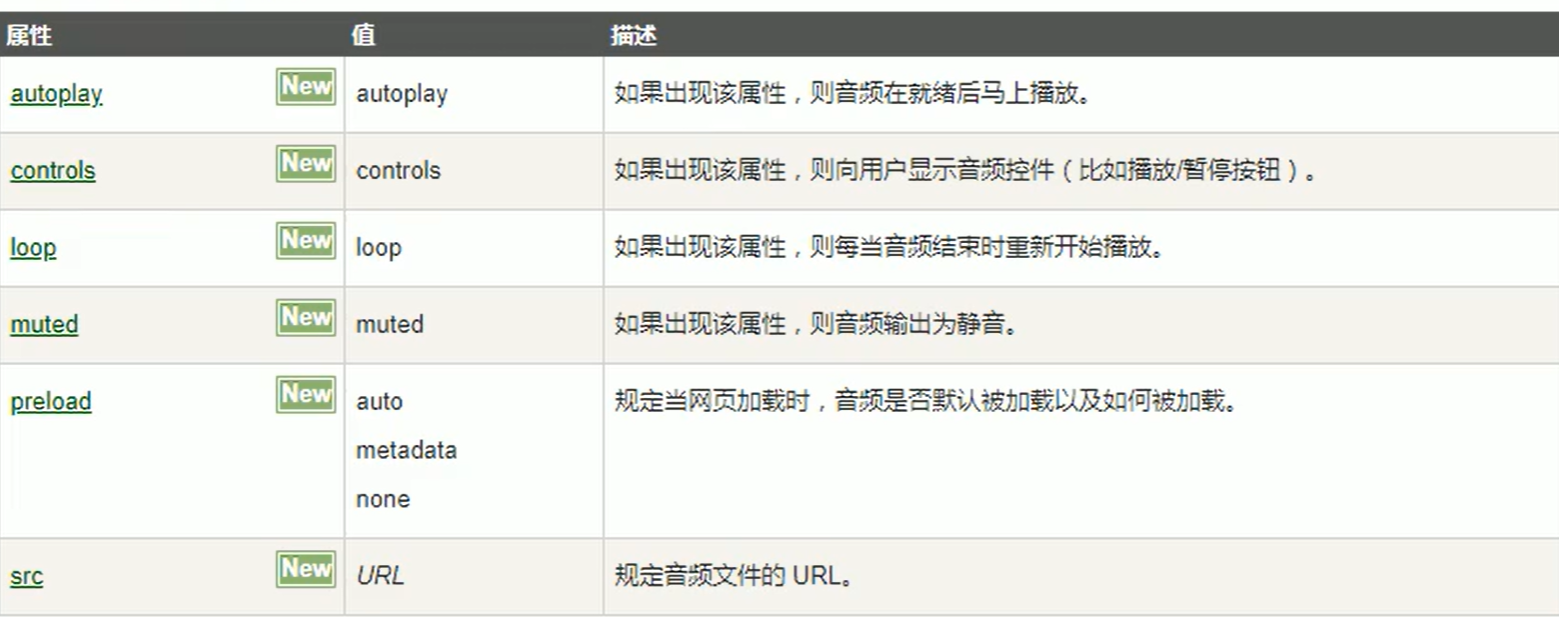 属性 值 描述
autoplay New autoplay 如果出现该属性，则音频在就绪后马上播放。
controls New controls 如果出现该属性，则向用户显示音频控件（比如播放/暂停按钮）。
loop New loop 如果出现该属性，则每当音频结束时重新开始播放。
muted New muted 如果出现该属性，则音频输出为静音。
preload New auto 规定当网页加载时，音频是否默认被加载以及如何被加载。
metadata
none
src New URL 规定音频文件的 URL。